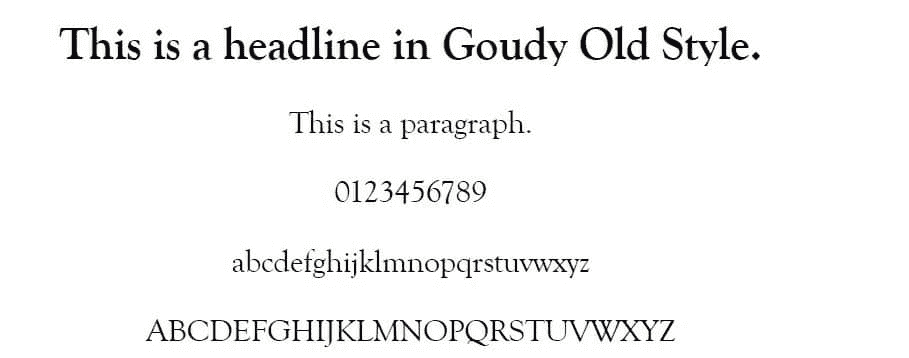 This is a headline in Goudy Old Style.
This is a paragraph.
0123456789
abcdefghijklmnopqrstuvwxyz
ABCDEFGHIJKLMNOPQRSTUVWXYZ